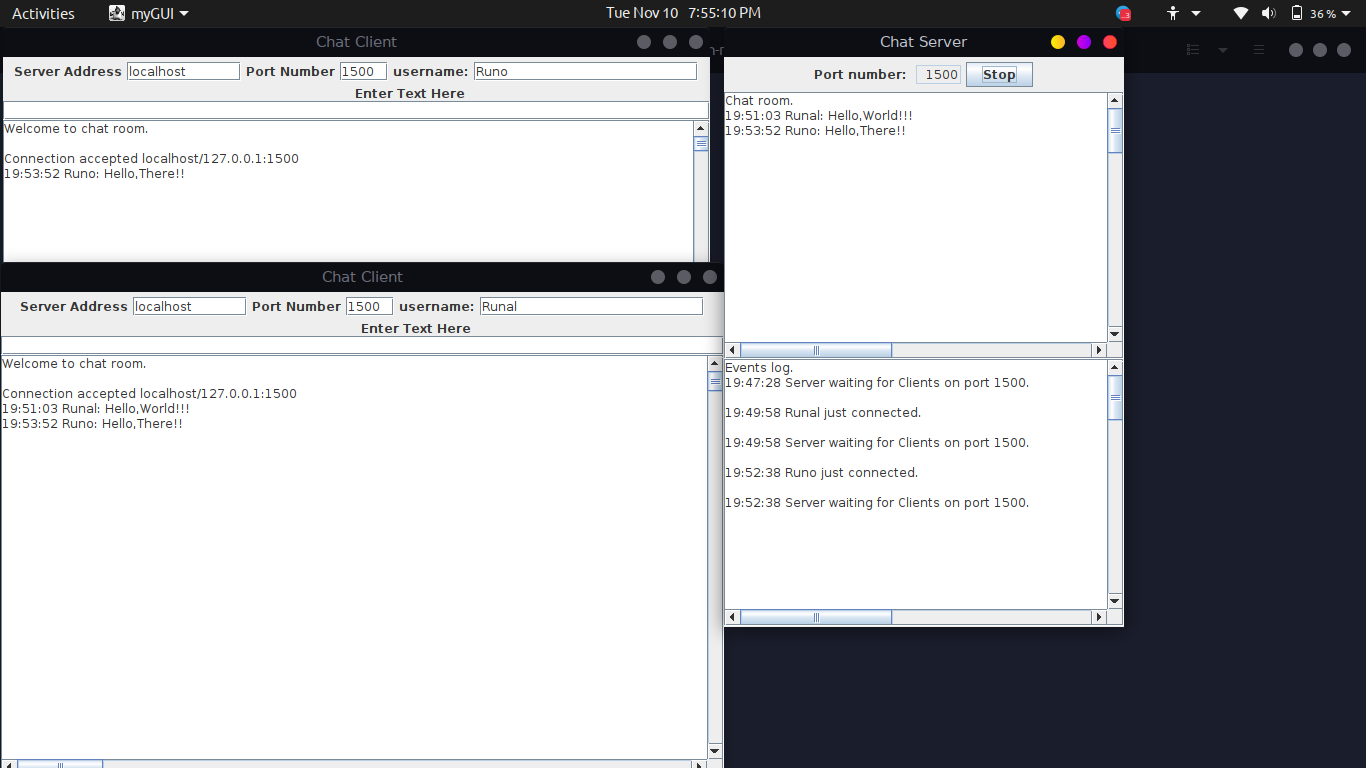 Activities myGUI Tue Nov 10 7:55:10 PM 36 %
Chat Client
Server Address localhost Port Number 1500 username: Runo
Enter Text Here
Welcome to chat room.
Connection accepted localhost/127.0.0.1:1500
19:53:52 Runo: Hello,There!!
Chat Client
Server Address localhost Port Number 1500 username: Runal
Enter Text Here
Welcome to chat room.
Connection accepted localhost/127.0.0.1:1500
19:51:03 Runal: Hello,World!!!
19:53:52 Runo: Hello,There!!
Chat Server
Port number: 1500 Stop
Chat room.
19:51:03 Runal: Hello,World!!!
19:53:52 Runo: Hello,There!!
Events log.
19:47:28 Server waiting for Clients on port 1500.
19:49:58 Runal just connected.
19:49:58 Server waiting for Clients on port 1500.
19:52:38 Runo just connected.
19:52:38 Server waiting for Clients on port 1500.